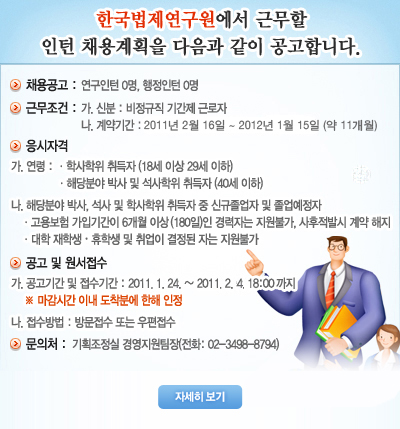 한국법제연구원에서 근무할
인턴 채용계획을 다음과 같이 공고합니다.
채용공고 : 연구인턴 0명, 행정인턴 0명
근무조건 : 가. 신분 : 비정규직 기간제 근로자
나. 계약기간 : 2011년 2월 16일 ~ 2012년 1월 15일 (약 11개월)
응시자격
가. 연령 : · 학사학위 취득자 (18세 이상 29세 이하)
· 해당분야 박사 및 석사학위 취득자 (40세 이하)
나. 해당분야 박사, 석사 및 학사학위 취득자 중 신규졸업자 및 졸업예정자
· 고용보험 가입기간이 6개월 이상 (180일)인 경력자는 지원불가, 사후적발시 계약 해지
· 대학 재학생 · 휴학생 및 취업이 결정된 자는 지원불가
공고 및 원서접수
가. 공고기간 및 접수기간 : 2011. 1. 24. ~ 2011. 2. 4. 18:00 까지
※ 마감시간 이내 도착분에 한해 인정
나. 접수방법 : 방문접수 또는 우편접수
문의처 : 기획조정실 경영지원팀장(전화: 02-3498-8794)
자세히 보기